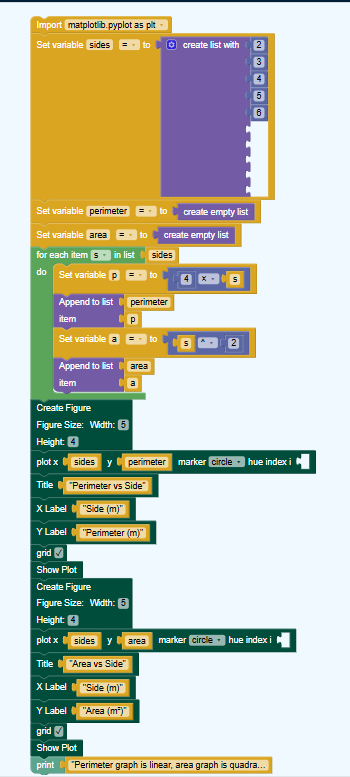 Import matplotlib.pyplot as plt
Set variable sides = to create list with 2
3
4
5
6
Set variable perimeter = to create empty list
Set variable area = to create empty list
for each item s in list sides
do Set variable p = to 4 × s
Append to list perimeter
item p
Set variable a = to s ^ 2
Append to list area
item a
Create Figure
Figure Size: Width: 5
Height: 4
plot x sides y perimeter marker circle hue index i
Title "Perimeter vs Side"
X Label "Side (m)"
Y Label "Perimeter (m)"
grid
Show Plot
Create Figure
Figure Size: Width: 5
Height: 4
plot x sides y area marker circle hue index i
Title "Area vs Side"
X Label "Side (m)"
Y Label "Area (m²)"
grid
Show Plot
print "Perimeter graph is linear, area graph is quadra...